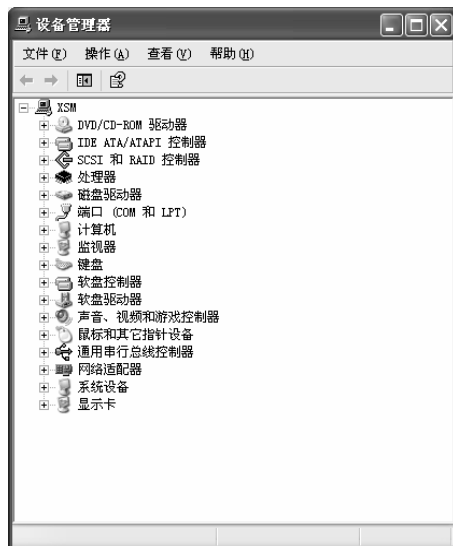 设备管理器
文件(F) 操作(A) 查看(V) 帮助(H)
XSM
DVD/CD-ROM 驱动器
IDE ATA/ATAPI 控制器
SCSI 和 RAID 控制器
处理器
磁盘驱动器
端口 (COM 和 LPT)
计算机
监视器
键盘
软盘控制器
软盘驱动器
声音、视频和游戏控制器
鼠标和其它指针设备
通用串行总线控制器
网络适配器
系统设备
显示卡